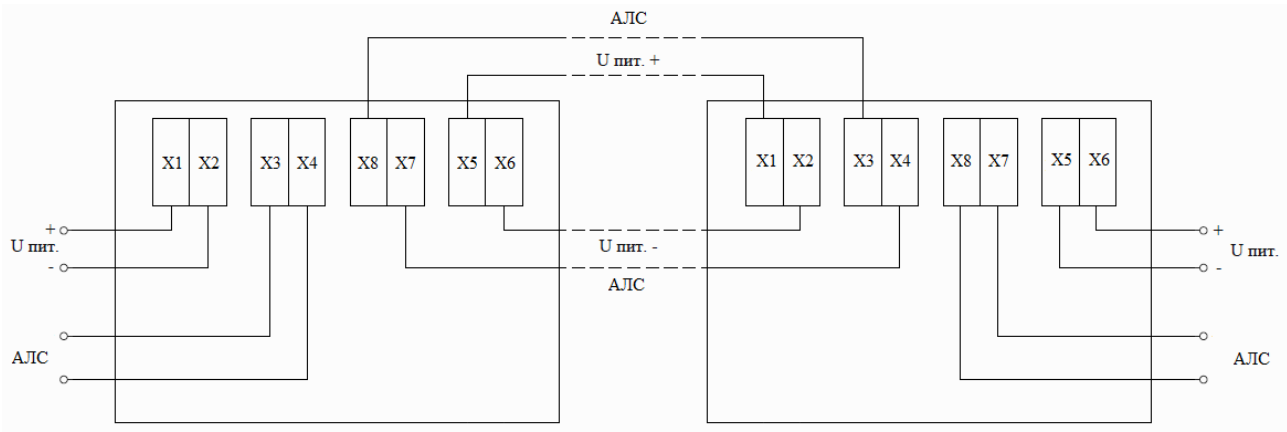 АЛС
U пит. +
X1 X2 X3 X4 X8 X7 X5 X6
X1 X2 X3 X4 X8 X7 X5 X6
+
U пит.
-
U пит. -
+
U пит.
-
АЛС
АЛС
АЛС